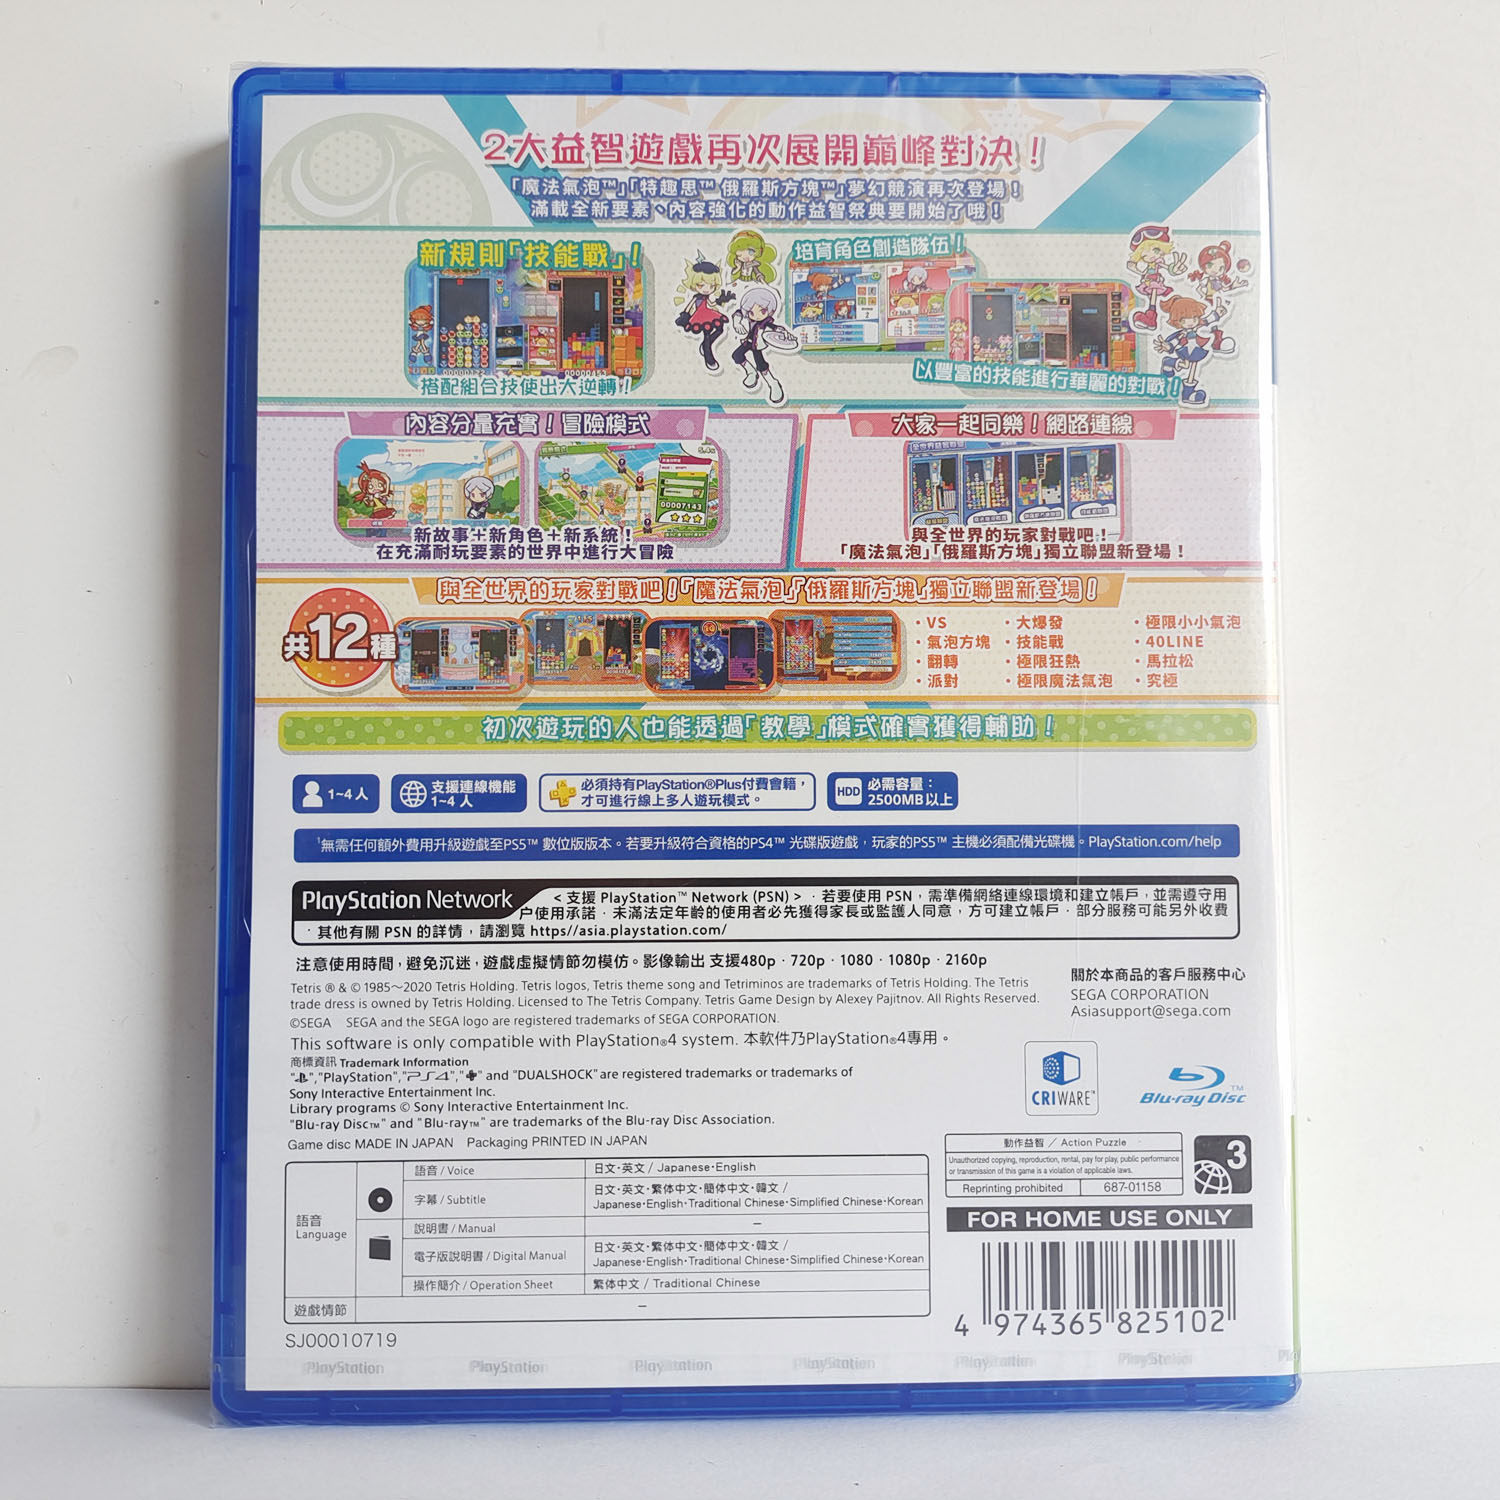 2大益智遊戲再次展開巔峰對決！
「魔法氣泡™」「特趣思™ 俄羅斯方塊™」夢幻競演再次登場！
滿載全新要素、內容強化的動作益智祭典要開始了哦！
新規則「技能戰」！
搭配組合技使出大逆轉！
培育角色創造隊伍！
以豐富的技能進行華麗的對戰！
內容分量充實！冒險模式
新故事＋新角色＋新系統！
在充滿耐玩要素的世界中進行大冒險
大家一起同樂！網路連線
與全世界的玩家對戰吧！
「魔法氣泡」「俄羅斯方塊」獨立聯盟新登場！
與全世界的玩家對戰吧！「魔法氣泡」「俄羅斯方塊」獨立聯盟新登場！
共12種
・VS ・大爆發 ・極限小小氣泡
・氣泡方塊 ・技能戰 ・40LINE
・翻轉 ・極限狂熱 ・馬拉松
・派對 ・極限魔法氣泡 ・究極
初次遊玩的人也能透過「教學」模式確實獲得輔助！
1~4 人
支援連線機能
1~4 人
必須持有PlayStation®Plus付費會籍，
才可進行線上多人遊玩模式。
HDD 必需容量：
2500MB以上
¹無需任何額外費用升級遊戲至PS5™ 數位版版本。若要升級符合資格的PS4™ 光碟版遊戲，玩家的PS5™ 主機必須配備光碟機。PlayStation.com/help
PlayStation Network
< 支援 PlayStation™ Network (PSN) > ．若要使用 PSN，需準備網絡連線環境和建立帳戶，並需遵守用
户使用承諾．未滿法定年齡的使用者必先獲得家長或監護人同意，方可建立帳戶．部分服務可能另外收費
．其他有關 PSN 的詳情，請瀏覽 https//asia.playstation.com/
注意使用時間，避免沉迷，遊戲虛擬情節勿模仿。影像輸出 支援480p · 720p · 1080 · 1080p · 2160p
Tetris ® & © 1985～2020 Tetris Holding. Tetris logos, Tetris theme song and Tetriminos are trademarks of Tetris Holding. The Tetris
trade dress is owned by Tetris Holding. Licensed to The Tetris Company. Tetris Game Design by Alexey Pajitnov. All Rights Reserved.
©SEGA SEGA and the SEGA logo are registered trademarks of SEGA CORPORATION.
This software is only compatible with PlayStation®4 system. 本軟件乃PlayStation®4專用。
關於本商品的客戶服務中心
SEGA CORPORATION
Asiasupport@sega.com
商標資訊 Trademark Information
"","PlayStation","PS4","" and "DUALSHOCK" are registered trademarks or trademarks of
Sony Interactive Entertainment Inc.
Library programs © Sony Interactive Entertainment Inc.
"Blu-ray Disc™" and "Blu-ray™" are trademarks of the Blu-ray Disc Association.
Game disc MADE IN JAPAN Packaging PRINTED IN JAPAN
CRIWARE™
Blu-ray Disc™
語音
Language
語音 / Voice 日文·英文 / Japanese·English
字幕 / Subtitle 日文·英文·繁体中文·簡体中文·韓文 /
Japanese·English·Traditional Chinese·Simplified Chinese·Korean
說明書 / Manual –
電子版說明書 / Digital Manual 日文·英文·繁体中文·簡体中文·韓文 /
Japanese·English·Traditional Chinese·Simplified Chinese·Korean
操作簡介 / Operation Sheet 繁体中文 / Traditional Chinese
遊戲情節 –
SJ00010719
動作益智 / Action Puzzle
Unauthorized copying, reproduction, rental, pay for play, public performance
or transmission of this game is a violation of applicable laws.
Reprinting prohibited 687-01158
3
FOR HOME USE ONLY
4 974365 825102
PlayStation PlayStation PlayStation PlayStation PlayStation PlayStation